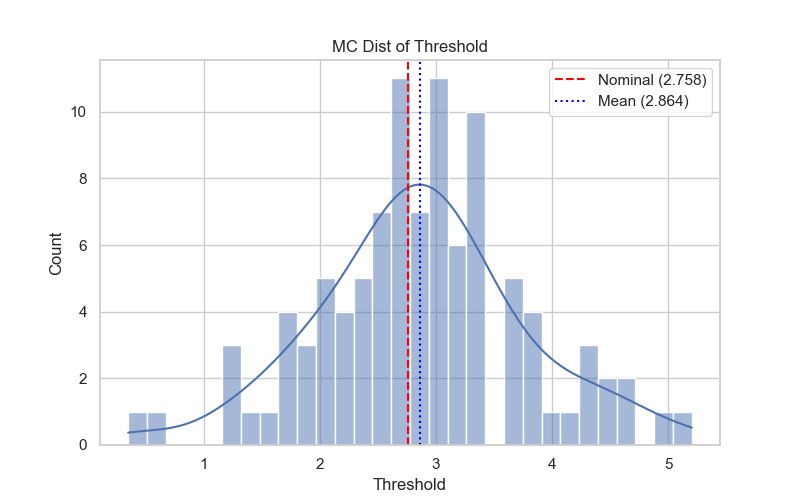 MC Dist of Threshold
Nominal (2.758)
Mean (2.864)
Count
10
8
6
4
2
0
1 2 3 4 5
Threshold